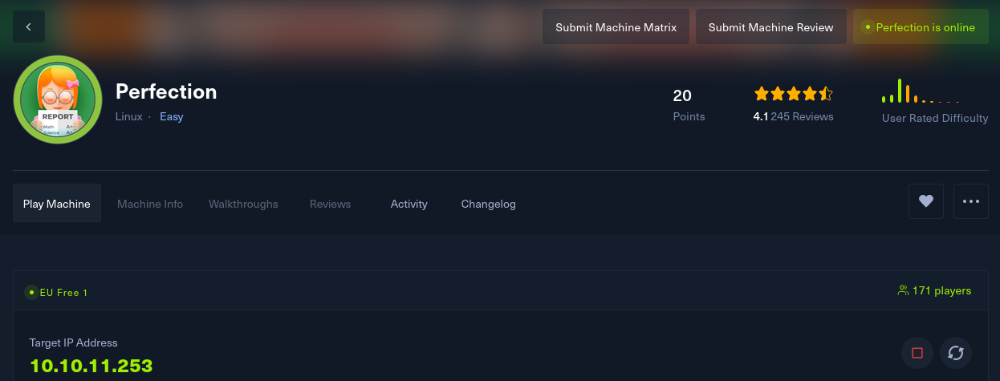 Submit Machine Matrix
Submit Machine Review
Perfection is online
Perfection
Linux · Easy
REPORT
Math A+
Science A+
20
Points
4.1 245 Reviews
User Rated Difficulty
Play Machine
Machine Info
Walkthroughs
Reviews
Activity
Changelog
EU Free 1
171 players
Target IP Address
10.10.11.253